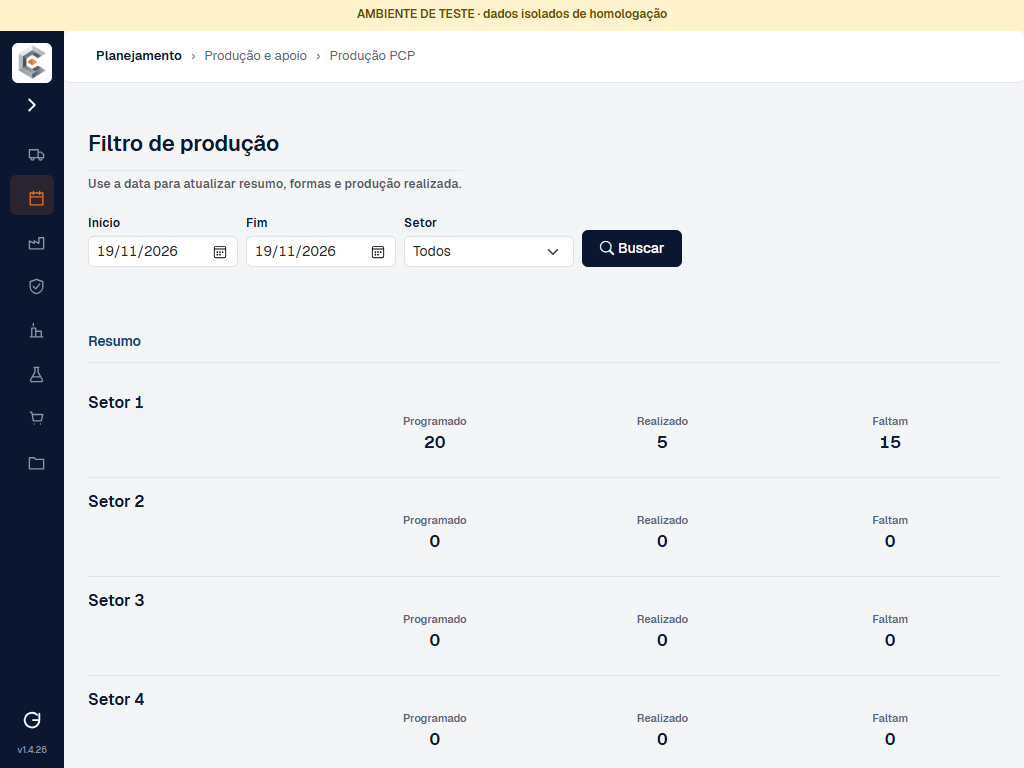 AMBIENTE DE TESTE · dados isolados de homologação
Planejamento › Produção e apoio › Produção PCP
Filtro de produção
Use a data para atualizar resumo, formas e produção realizada.
Início Fim Setor
19/11/2026 19/11/2026 Todos Buscar
Resumo
Setor 1
Programado Realizado Faltam
20 5 15
Setor 2
Programado Realizado Faltam
0 0 0
Setor 3
Programado Realizado Faltam
0 0 0
Setor 4
Programado Realizado Faltam
0 0 0
v1.4.26